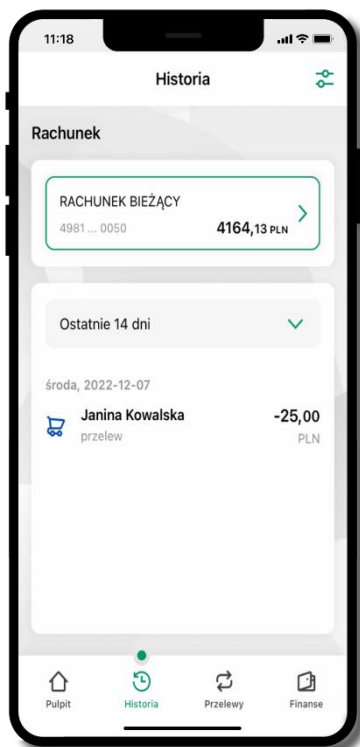 11:18
Historia
Rachunek
RACHUNEK BIEŻĄCY
4981 ... 0050 4164,13 PLN
Ostatnie 14 dni
środa, 2022-12-07
Janina Kowalska -25,00
przelew PLN
Pulpit Historia Przelewy Finanse